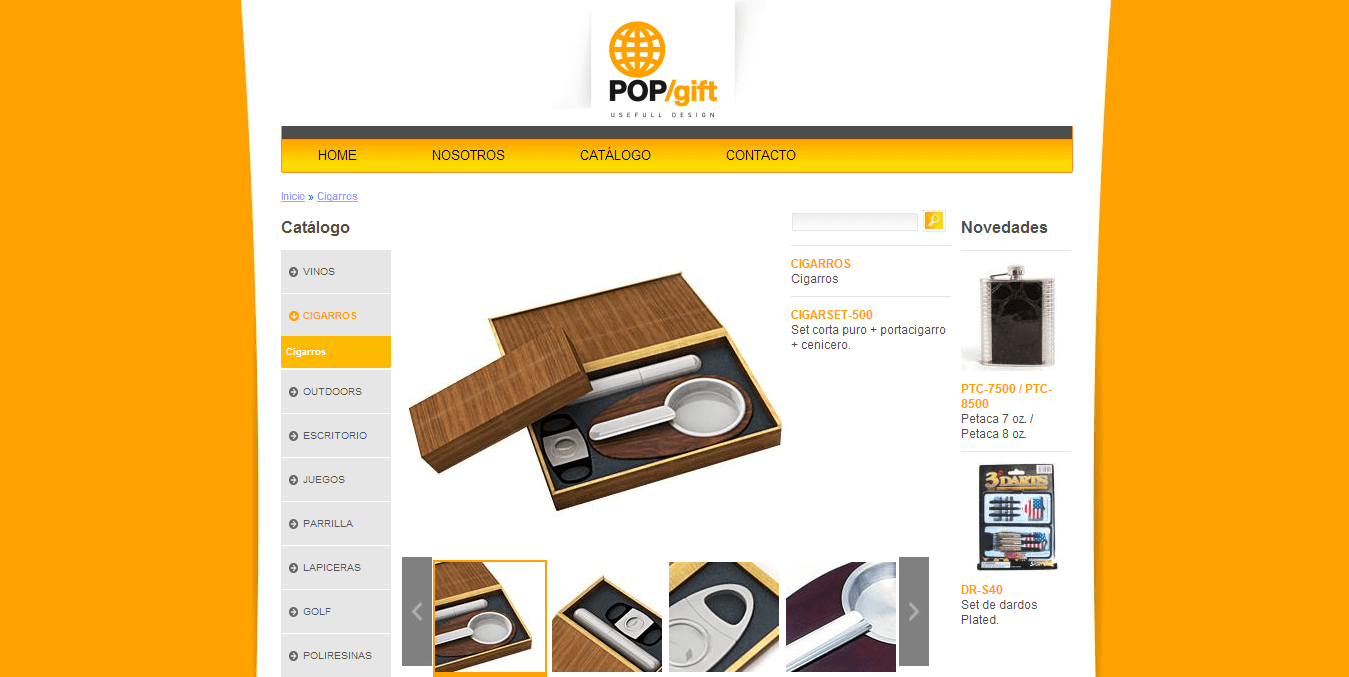 POP/gift
USEFULL DESIGN
HOME NOSOTROS CATÁLOGO CONTACTO
Inicio » Cigarros
Catálogo
VINOS
CIGARROS
Cigarros
OUTDOORS
ESCRITORIO
JUEGOS
PARRILLA
LAPICERAS
GOLF
POLIRESINAS
CIGARROS
Cigarros
CIGARSET-500
Set corta puro + portacigarro
+ cenicero.
Novedades
PTC-7500 / PTC-
8500
Petaca 7 oz. /
Petaca 8 oz.
3 DARTS
DR-S40
Set de dardos
Plated.